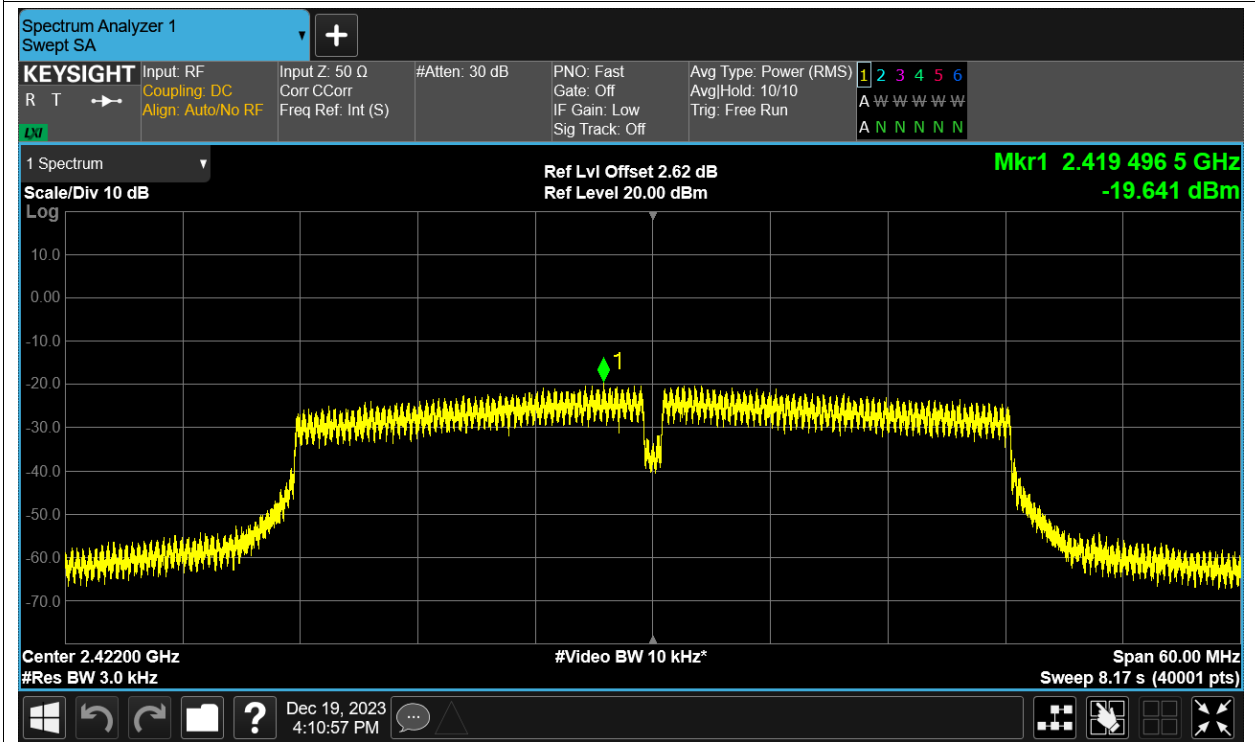 Spectrum Analyzer 1
Swept SA
KEYSIGHT
R T
LXI
Input: RF
Coupling: DC
Align: Auto/No RF
Input Z: 50 Ω
Corr CCorr
Freq Ref: Int (S)
#Atten: 30 dB
PNO: Fast
Gate: Off
IF Gain: Low
Sig Track: Off
Avg Type: Power (RMS)
Avg|Hold: 10/10
Trig: Free Run
1 2 3 4 5 6
A W W W W W
A N N N N N
1 Spectrum
Scale/Div 10 dB
Log
Ref Lvl Offset 2.62 dB
Ref Level 20.00 dBm
Mkr1 2.419 496 5 GHz
-19.641 dBm
10.0
0.00
-10.0
-20.0
-30.0
-40.0
-50.0
-60.0
-70.0
1
Center 2.42200 GHz
#Res BW 3.0 kHz
#Video BW 10 kHz*
Span 60.00 MHz
Sweep 8.17 s (40001 pts)
?
Dec 19, 2023
4:10:57 PM